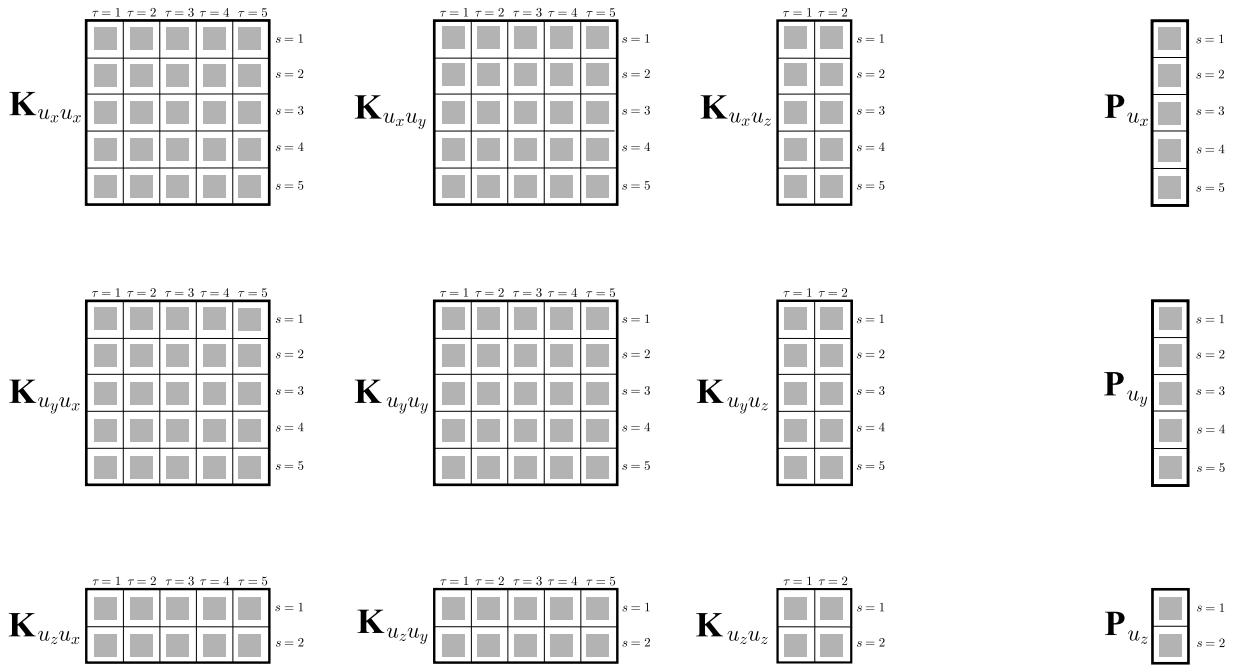 τ = 1 τ = 2 τ = 3 τ = 4 τ = 5
K_{u_x u_x}
s = 1
s = 2
s = 3
s = 4
s = 5
τ = 1 τ = 2 τ = 3 τ = 4 τ = 5
K_{u_x u_y}
s = 1
s = 2
s = 3
s = 4
s = 5
τ = 1 τ = 2
K_{u_x u_z}
s = 1
s = 2
s = 3
s = 4
s = 5
P_{u_x}
s = 1
s = 2
s = 3
s = 4
s = 5
τ = 1 τ = 2 τ = 3 τ = 4 τ = 5
K_{u_y u_x}
s = 1
s = 2
s = 3
s = 4
s = 5
τ = 1 τ = 2 τ = 3 τ = 4 τ = 5
K_{u_y u_y}
s = 1
s = 2
s = 3
s = 4
s = 5
τ = 1 τ = 2
K_{u_y u_z}
s = 1
s = 2
s = 3
s = 4
s = 5
P_{u_y}
s = 1
s = 2
s = 3
s = 4
s = 5
τ = 1 τ = 2 τ = 3 τ = 4 τ = 5
K_{u_z u_x}
s = 1
s = 2
τ = 1 τ = 2 τ = 3 τ = 4 τ = 5
K_{u_z u_y}
s = 1
s = 2
τ = 1 τ = 2
K_{u_z u_z}
s = 1
s = 2
P_{u_z}
s = 1
s = 2